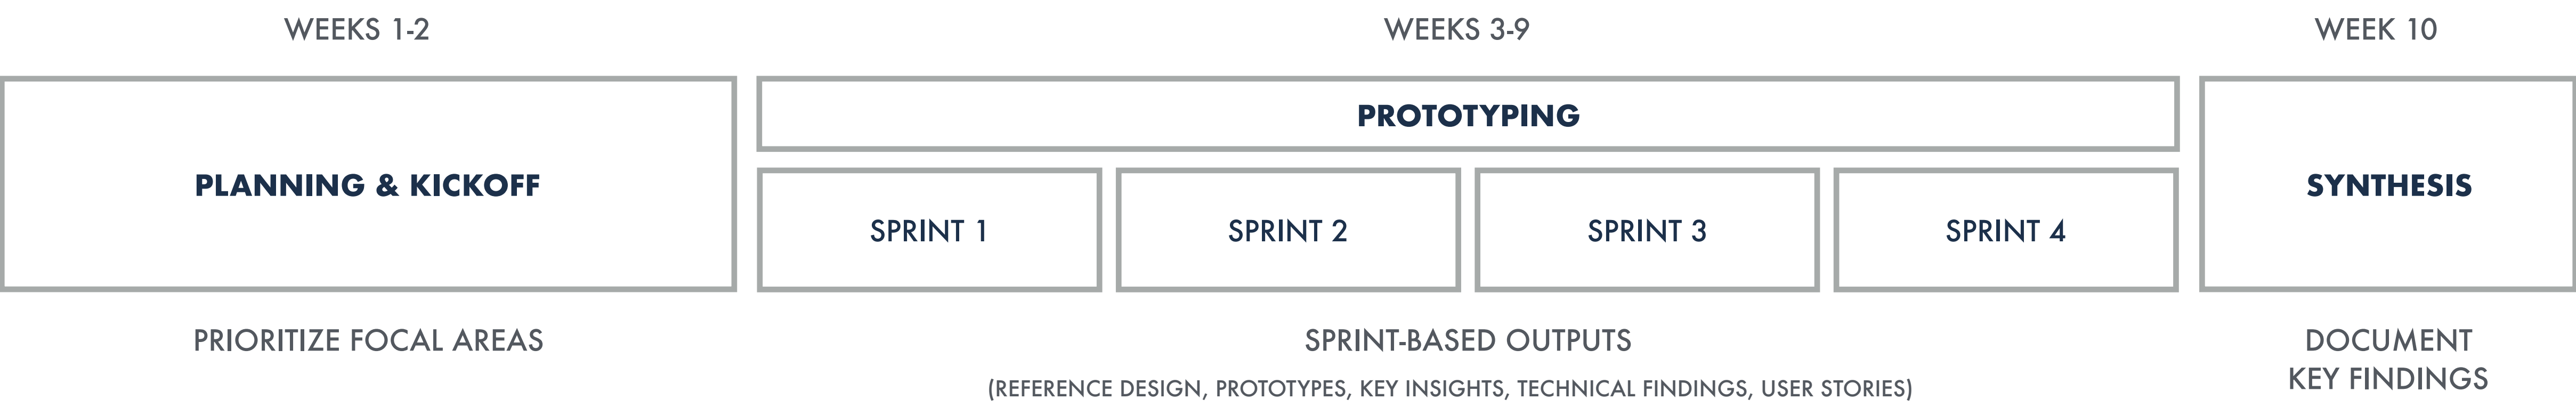 WEEKS 1-2
WEEKS 3-9
WEEK 10
PLANNING & KICKOFF
PROTOTYPING
SPRINT 1
SPRINT 2
SPRINT 3
SPRINT 4
SYNTHESIS
PRIORITIZE FOCAL AREAS
SPRINT-BASED OUTPUTS
(REFERENCE DESIGN, PROTOTYPES, KEY INSIGHTS, TECHNICAL FINDINGS, USER STORIES)
DOCUMENT
KEY FINDINGS